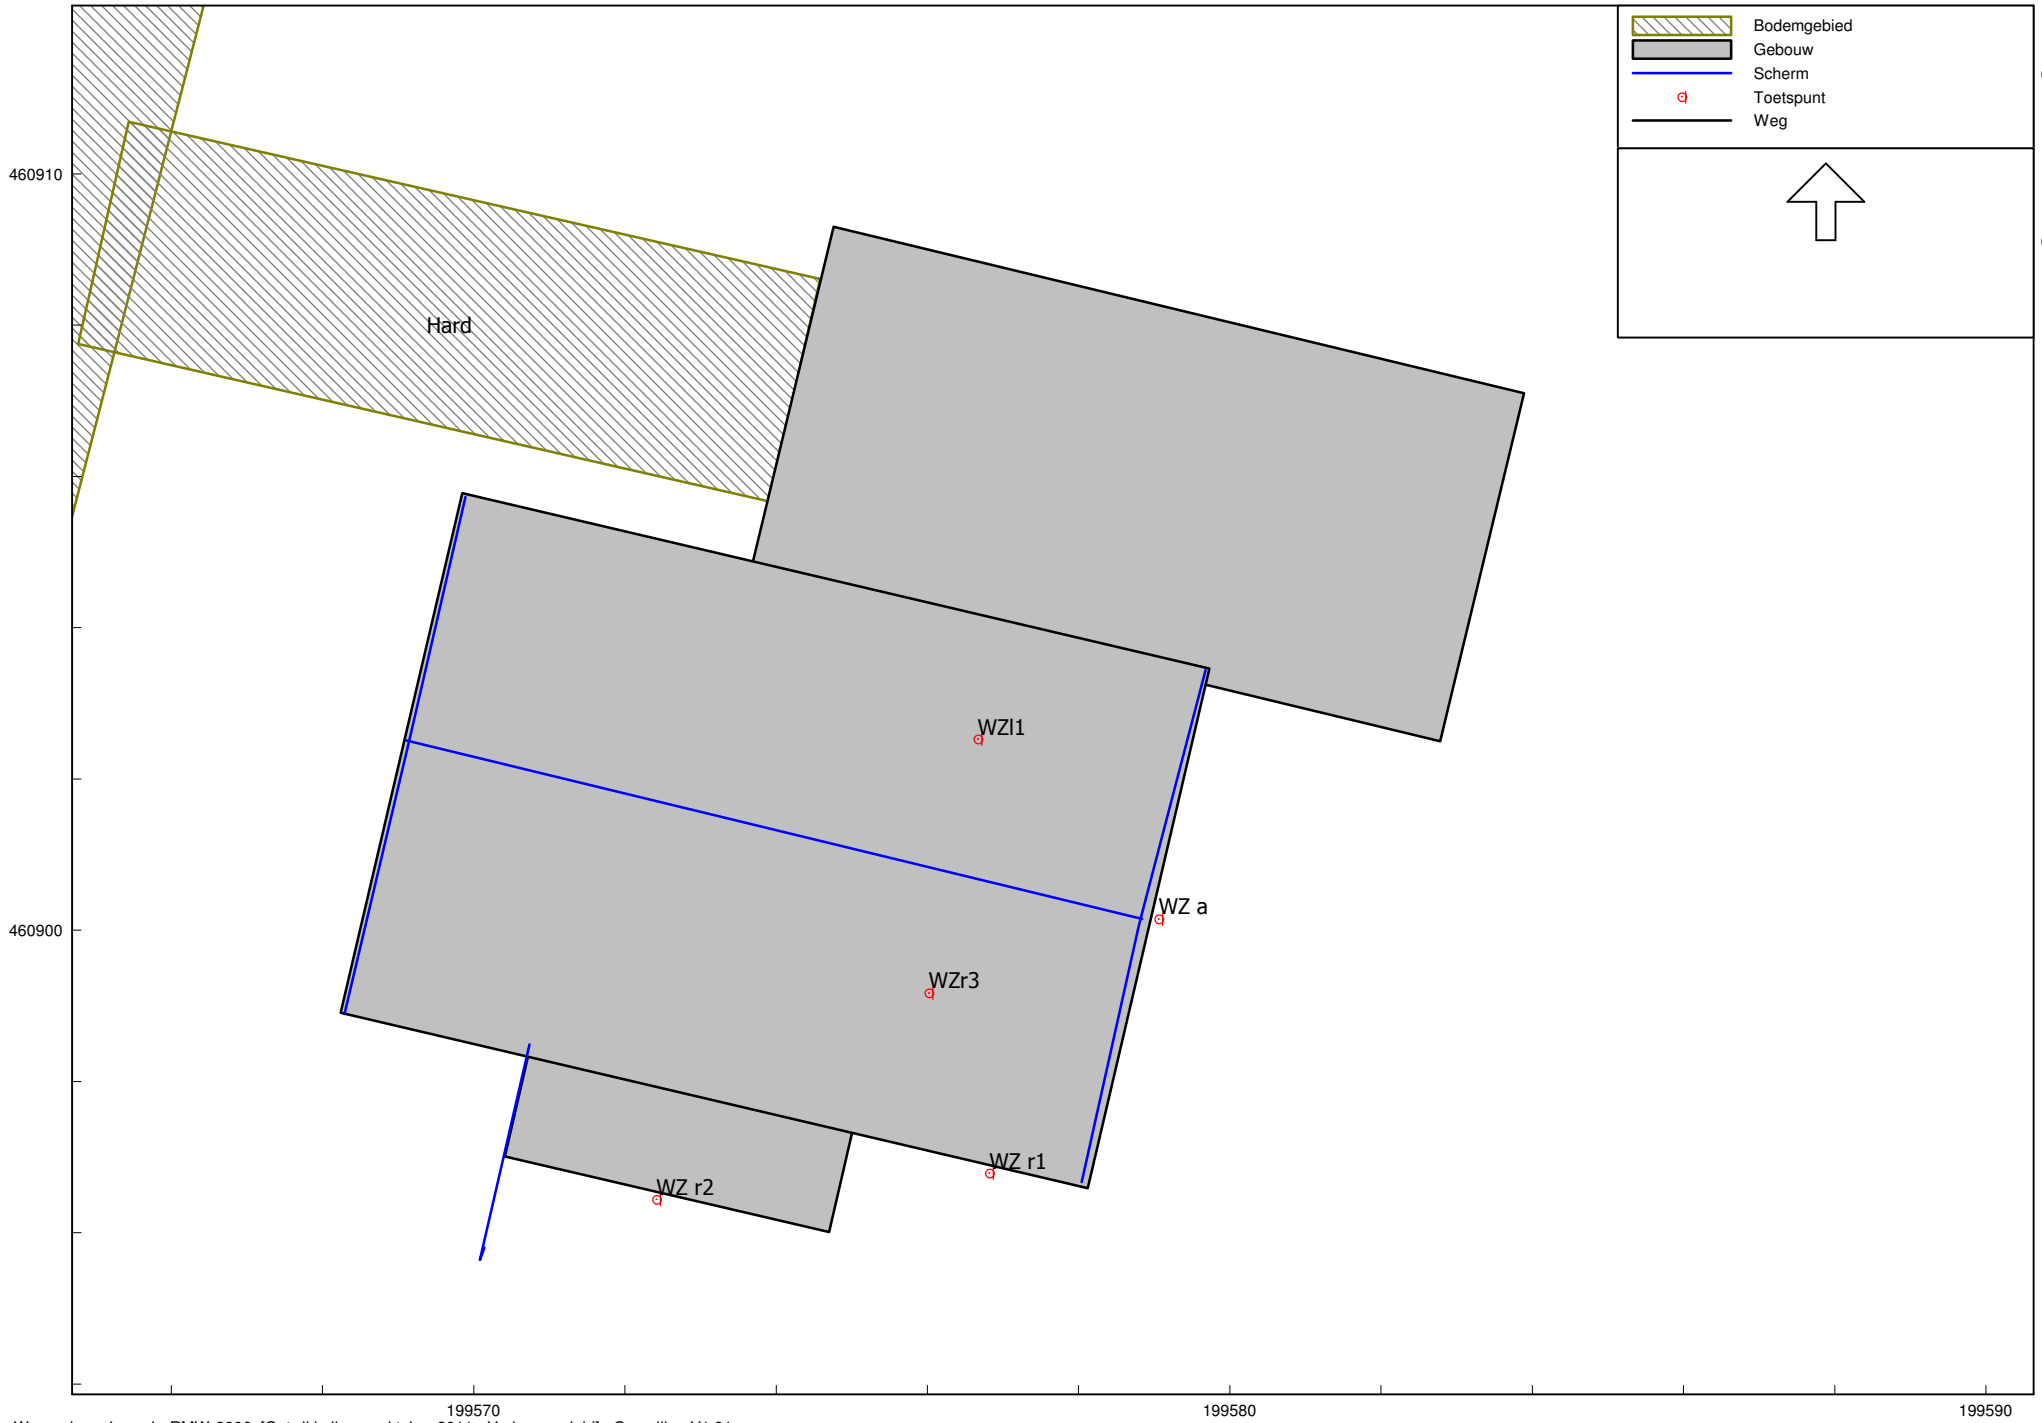 Bodemgebied
Gebouw
Scherm
Toetspunt
Weg
460910
Hard
WZl1
WZ a
460900
WZr3
WZ r1
WZ r2
199570
199580
199590